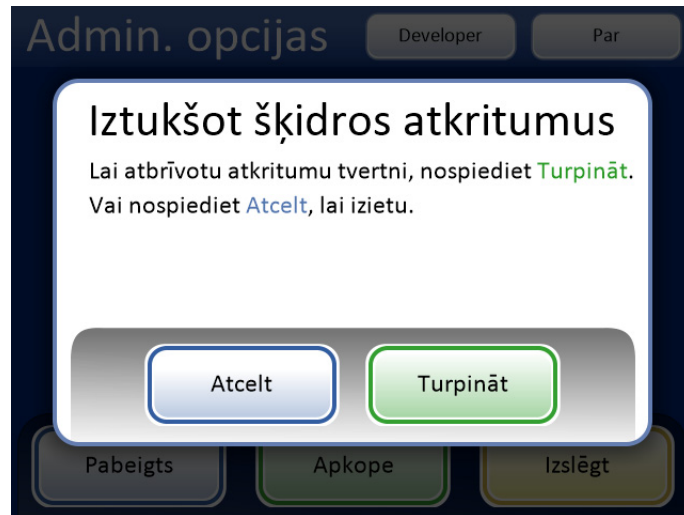 Admin. opcijas
Developer
Par
Iztukšot šķidros atkritumus
Lai atbrīvotu atkritumu tvertni, nospiediet Turpināt.
Vai nospiediet Atcelt, lai izietu.
Atcelt
Turpināt
Pabeigts
Apkope
Izslēgt